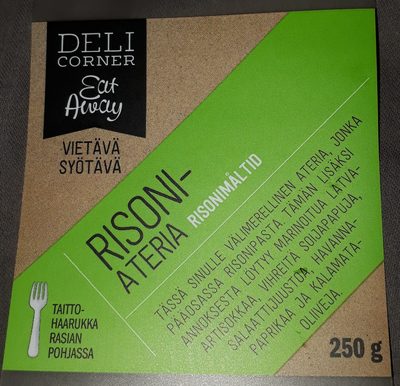 DELI
CORNER
Eat
Away
VIETÄVÄ
SYÖTÄVÄ
RISONI-
ATERIA RISONIMÅLTID
TÄSSÄ SINULLE VÄLIMERELLINEN ATERIA, JONKA
PÄÄOSASSA RISONIPASTA. TÄMÄN LISÄKSI
ANNOKSESTA LÖYTYY MARINOITUA LATVA-
ARTISOKKAA, VIHREITÄ SOIJAPAPUJA,
SALAATTIJUUSTOA, HAVANNA-
PAPRIKAA JA KALAMATA-
OLIIVEJA.
TAITTO-
HAARUKKA
RASIAN
POHJASSA
250 g